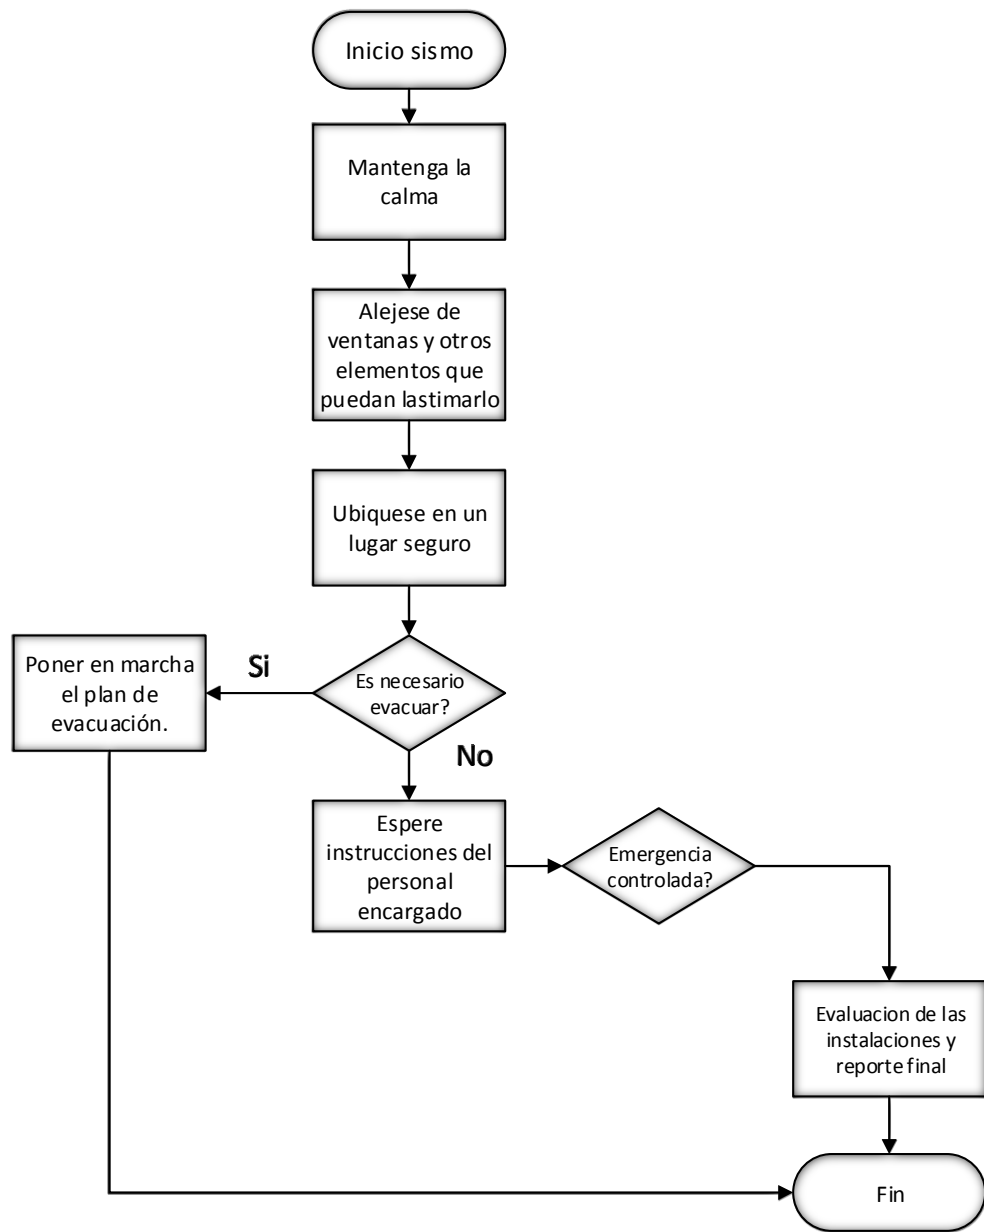 Inicio sismo
Mantenga la
calma
Alejese de
ventanas y otros
elementos que
puedan lastimarlo
Ubiquese en un
lugar seguro
Es necesario
evacuar?
Si
Poner en marcha
el plan de
evacuación.
No
Espere
instrucciones del
personal
encargado
Emergencia
controlada?
Evaluacion de las
instalaciones y
reporte final
Fin